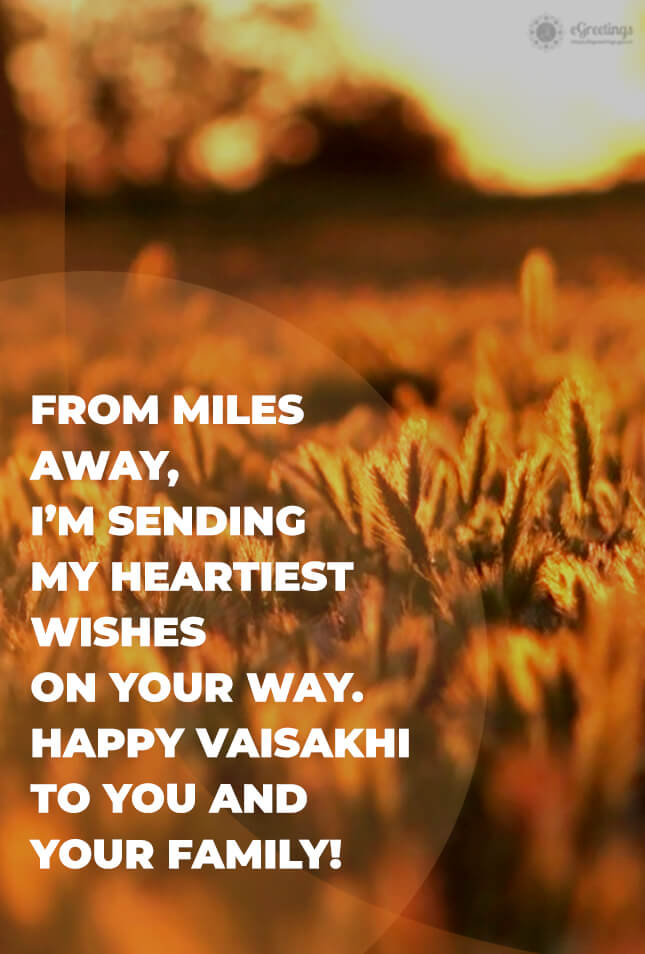 eGreetings
FROM MILES
AWAY,
I’M SENDING
MY HEARTIEST
WISHES
ON YOUR WAY.
HAPPY VAISAKHI
TO YOU AND
YOUR FAMILY!